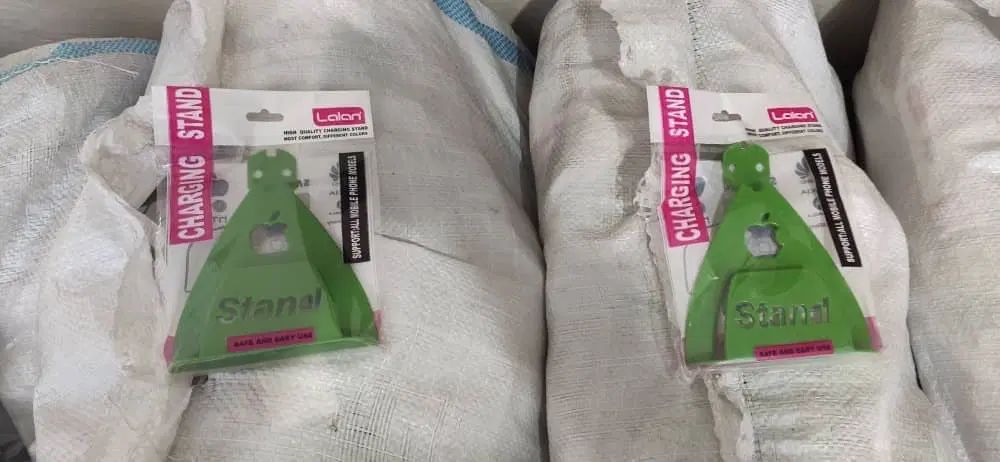 CHARGING STAND
Lalan
HIGH QUALITY CHARGING STAND
MOST COMFORT, DIFFERENT COLORS
SUPPORT:ALL MOBILE PHONE MODELS
Stand
SAFE AND EASY USE
CHARGING STAND
Lalan
HIGH QUALITY CHARGING STAND
MOST COMFORT, DIFFERENT COLORS
SUPPORT:ALL MOBILE PHONE MODELS
Stand
SAFE AND EASY USE